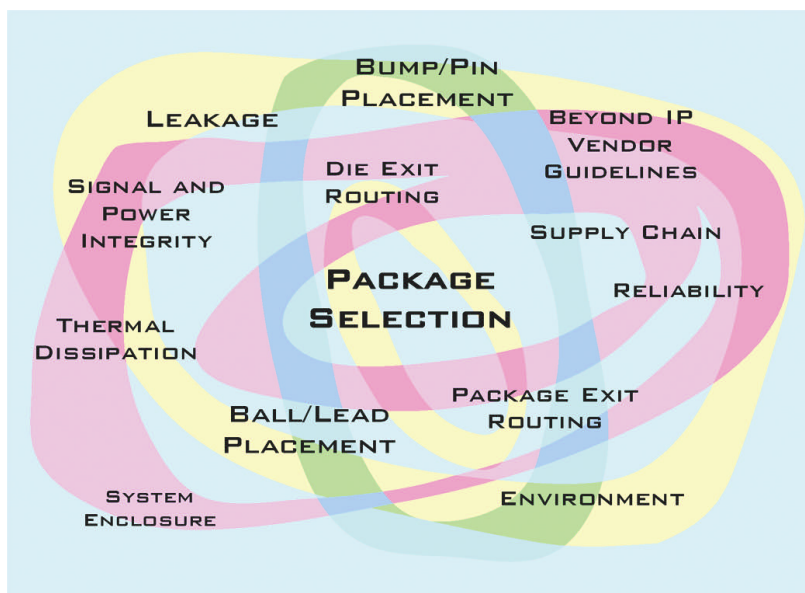 BUMP/PIN
PLACEMENT
LEAKAGE
BEYOND IP
VENDOR
GUIDELINES
DIE EXIT
ROUTING
SIGNAL AND
POWER
INTEGRITY
SUPPLY CHAIN
PACKAGE
SELECTION
RELIABILITY
THERMAL
DISSIPATION
PACKAGE EXIT
ROUTING
BALL/LEAD
PLACEMENT
SYSTEM
ENCLOSURE
ENVIRONMENT